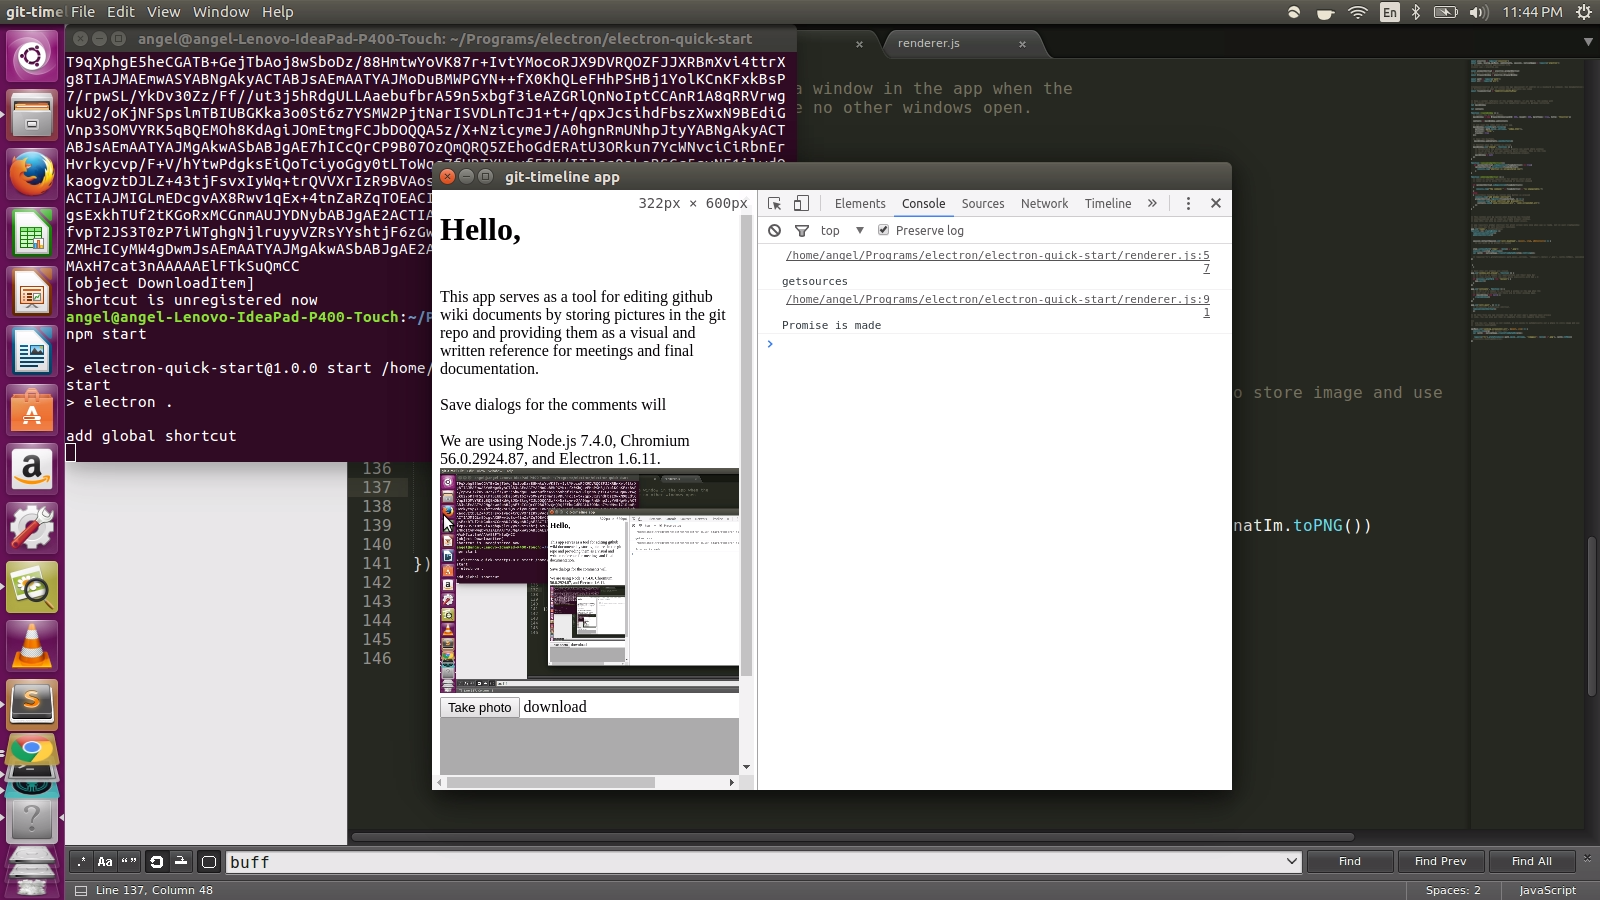 git-time File Edit View Window Help
En 11:44 PM
angel@angel-Lenovo-IdeaPad-P400-Touch: ~/Programs/electron/electron-quick-start
renderer.js
T9qXphgE5heCGATB+GejTbAoj8wSboDz/88HmtwYoVK87r+IvtYMocoRJX9DVRQOZFJJXRBmXvi4ttrX
g8TIAJMAEmwASYABNgAkyACTABJsAEmAATYAJMoDuBMWPGYN++fX0KhQLeFHhPSHBj1YolKCnKFxkBsP
7/rpwSL/YkDv30Zz/Ff//ut3j5hRdgULLAaebufbrA59n5xbgf3ieAZGRlQnNoIptCCAnR1A8qRRVrwg
ukU2/oKjNFSpslmTBIUBGKka3o0St6z7YSMW2PjtNarISVDLnTcJ1+t+/qpxJcsihdFbszXwxN9BEdiG
Vnp3SOMVYRK5qBQEMOh8KdAgiJOmEtmgFCJbDOQQA5z/X+NzicymeJ/A0hgnRmUNhpJtyYABNgAkyACT
ABJsAEmAATYAJMgAkwASbABJgAE7hICcQrCP9B07OzQmQRQ5ZEhoGdERAtU3ORkun7YcWNvciCiRbnEr
Hvrkycvp/F+V/hYtwPdgksEiQoTciyoGgy0tLToWg
kaogvztDJLZ+43tjFsvxIyWq+trQVVXrIzR9BVAos
ACTIAJMIGLmEDcgvAX8Rwv1qEx+4tnZaRZqTOEACI
gsExkhTUf2tKGoRxMCGnmAUJYDNybABJgAE2ACTIA
fvpT2JS3T0zP7lWTghgNjlruyyVZRsYYshtjF6zGw
ZMHcICyMW4gDwmJsAEmAATYAJMgAkwASbABJgAE2A
MAxH7cat3nAAAAAElFTkSuQmCC
[object DownloadItem]
shortcut is unregistered now
angel@angel-Lenovo-IdeaPad-P400-Touch:~/P
npm start
> electron-quick-start@1.0.0 start /home/
start
> electron .
add global shortcut
a window in the app when the
e no other windows open.
o store image and use
natIm.toPNG())
git-timeline app
322px × 600px
Hello,
This app serves as a tool for editing github
wiki documents by storing pictures in the git
repo and providing them as a visual and
written reference for meetings and final
documentation.
Save dialogs for the comments will
We are using Node.js 7.4.0, Chromium
56.0.2924.87, and Electron 1.6.11.
Hello,
Take photo download
Elements Console Sources Network Timeline »
top Preserve log
/home/angel/Programs/electron/electron-quick-start/renderer.js:5
7
getsources
/home/angel/Programs/electron/electron-quick-start/renderer.js:9
1
Promise is made
136
137
138
139
140
141 })
142
143
144
145
146
.* Aa “ ” buff Find Find Prev Find All
Line 137, Column 48 Spaces: 2 JavaScript